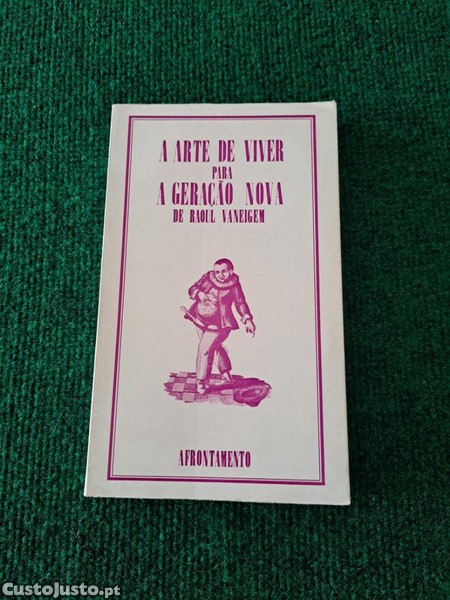 A ARTE DE VIVER
PARA
A GERAÇÃO NOVA
DE RAOUL VANEIGEM
AFRONTAMENTO
CustoJusto.pt